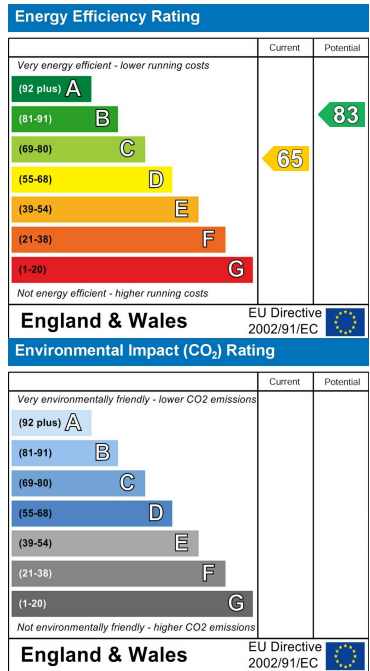 Energy Efficiency Rating
Current Potential
Very energy efficient - lower running costs
(92 plus) A
(81-91) B
83
(69-80) C
65
(55-68) D
(39-54) E
(21-38) F
(1-20) G
Not energy efficient - higher running costs
England & Wales
EU Directive
2002/91/EC
Environmental Impact (CO₂) Rating
Current Potential
Very environmentally friendly - lower CO2 emissions
(92 plus) A
(81-91) B
(69-80) C
(55-68) D
(39-54) E
(21-38) F
(1-20) G
Not environmentally friendly - higher CO2 emissions
England & Wales
EU Directive
2002/91/EC